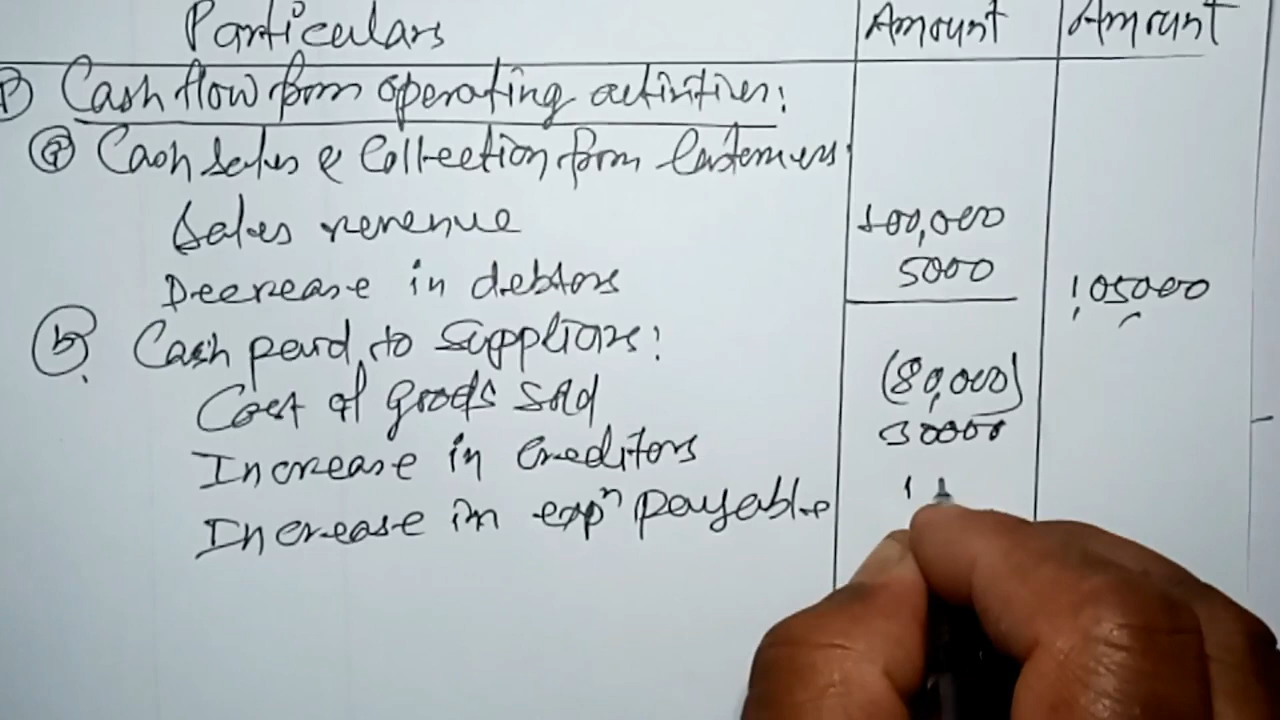 Particulars Amount Amount
Cash flow from operating activities:
(a) Cash sales & Collection from Customers
Sales revenue 100,000
Decrease in debtors 5000 105000
(b) Cash paid to suppliars:
Cost of goods sold (80,000)
Increase in Creditors 30000
Increase in expn payable 1